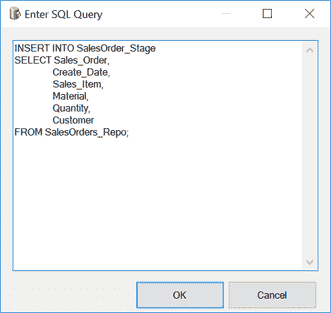 Enter SQL Query
INSERT INTO SalesOrder_Stage
SELECT Sales_Order,
Create_Date,
Sales_Item,
Material,
Quantity,
Customer
FROM SalesOrders_Repo;
OK
Cancel